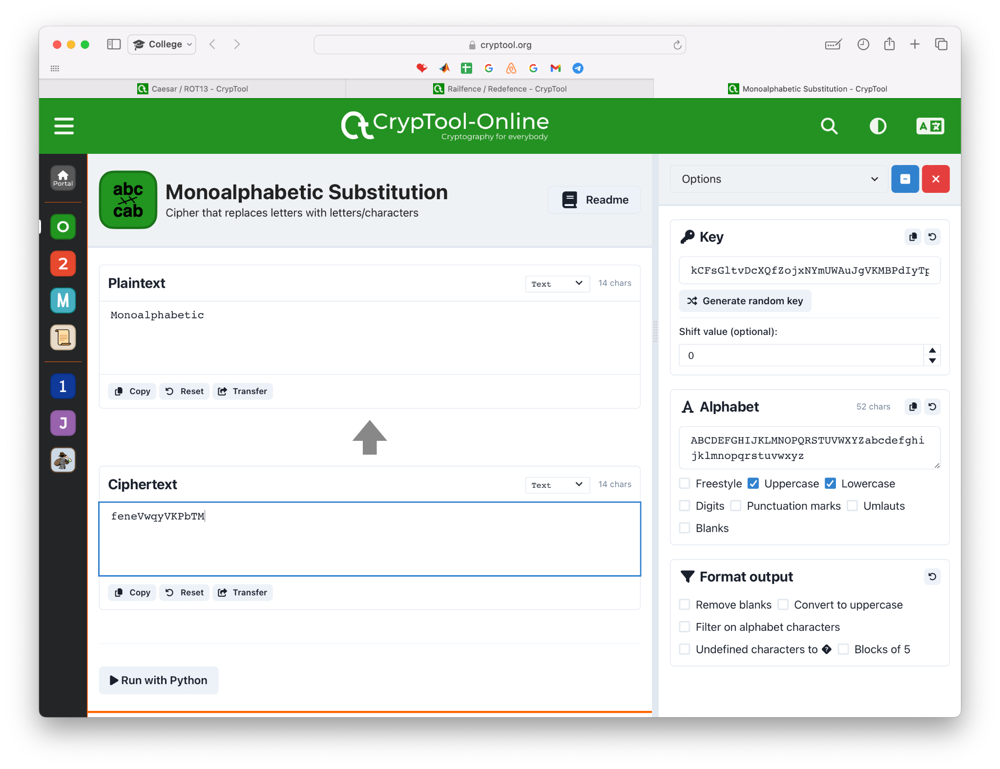 College
cryptool.org
Caesar / ROT13 - CrypTool
Railfence / Redefence - CrypTool
Monoalphabetic Substitution - CrypTool
CrypTool-Online
Cryptography for everybody
A
Portal
O
2
M
1
J
abc
cab
Monoalphabetic Substitution
Cipher that replaces letters with letters/characters
Readme
Plaintext
Text
14 chars
Monoalphabetic
Copy
Reset
Transfer
Ciphertext
Text
14 chars
feneVwqyVKPbTM
Copy
Reset
Transfer
Run with Python
Options
Key
kCFsGltvDcXQfZojxNYmUWAuJgVKMBPdIyTp
Generate random key
Shift value (optional):
0
Alphabet
52 chars
ABCDEFGHIJKLMNOPQRSTUVWXYZabcdefghi
jklmnopqrstuvwxyz
Freestyle Uppercase Lowercase
Digits Punctuation marks Umlauts
Blanks
Format output
Remove blanks Convert to uppercase
Filter on alphabet characters
Undefined characters to ? Blocks of 5